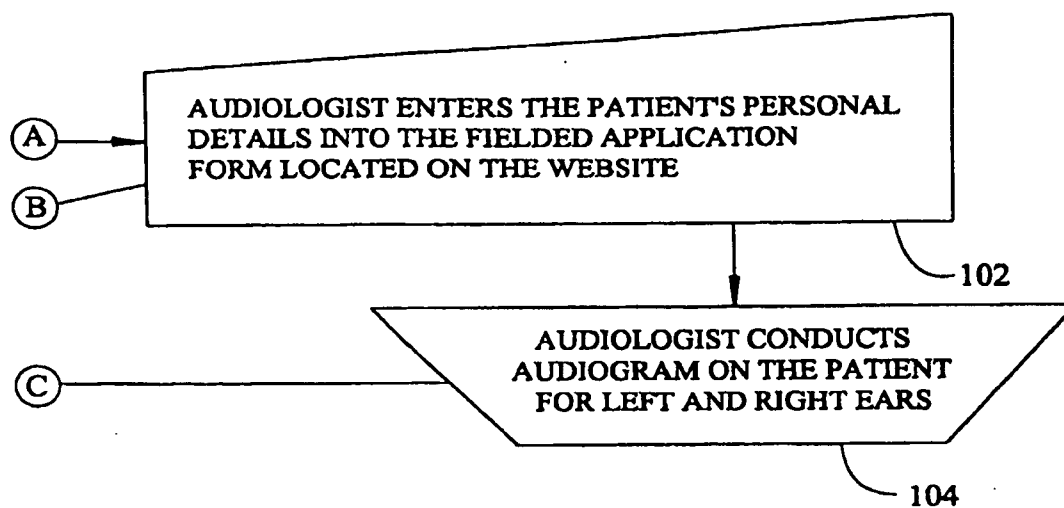 AUDIOLOGIST ENTERS THE PATIENT'S PERSONAL
DETAILS INTO THE FIELDED APPLICATION
FORM LOCATED ON THE WEBSITE
A
B
102
AUDIOLOGIST CONDUCTS
AUDIOGRAM ON THE PATIENT
FOR LEFT AND RIGHT EARS
C
104